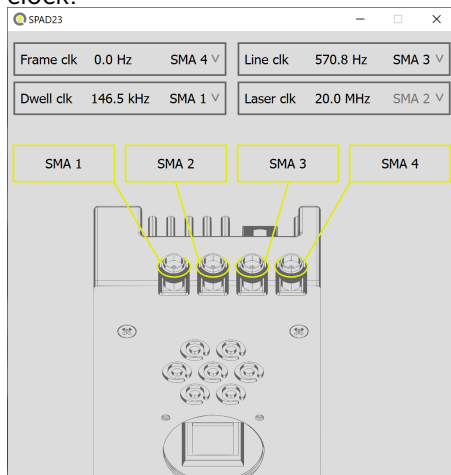 clock.
SPAD23
Frame clk 0.0 Hz SMA 4
Line clk 570.8 Hz SMA 3
Dwell clk 146.5 kHz SMA 1
Laser clk 20.0 MHz SMA 2
SMA 1
SMA 2
SMA 3
SMA 4